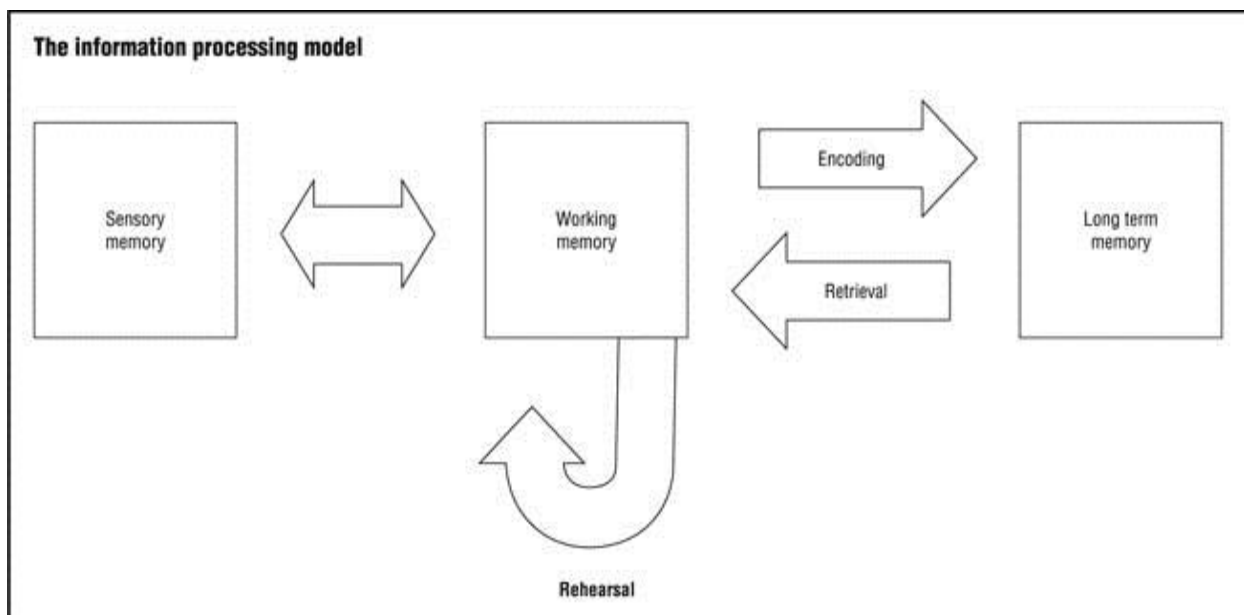 The information processing model
Sensory
memory
Working
memory
Encoding
Retrieval
Long term
memory
Rehearsal